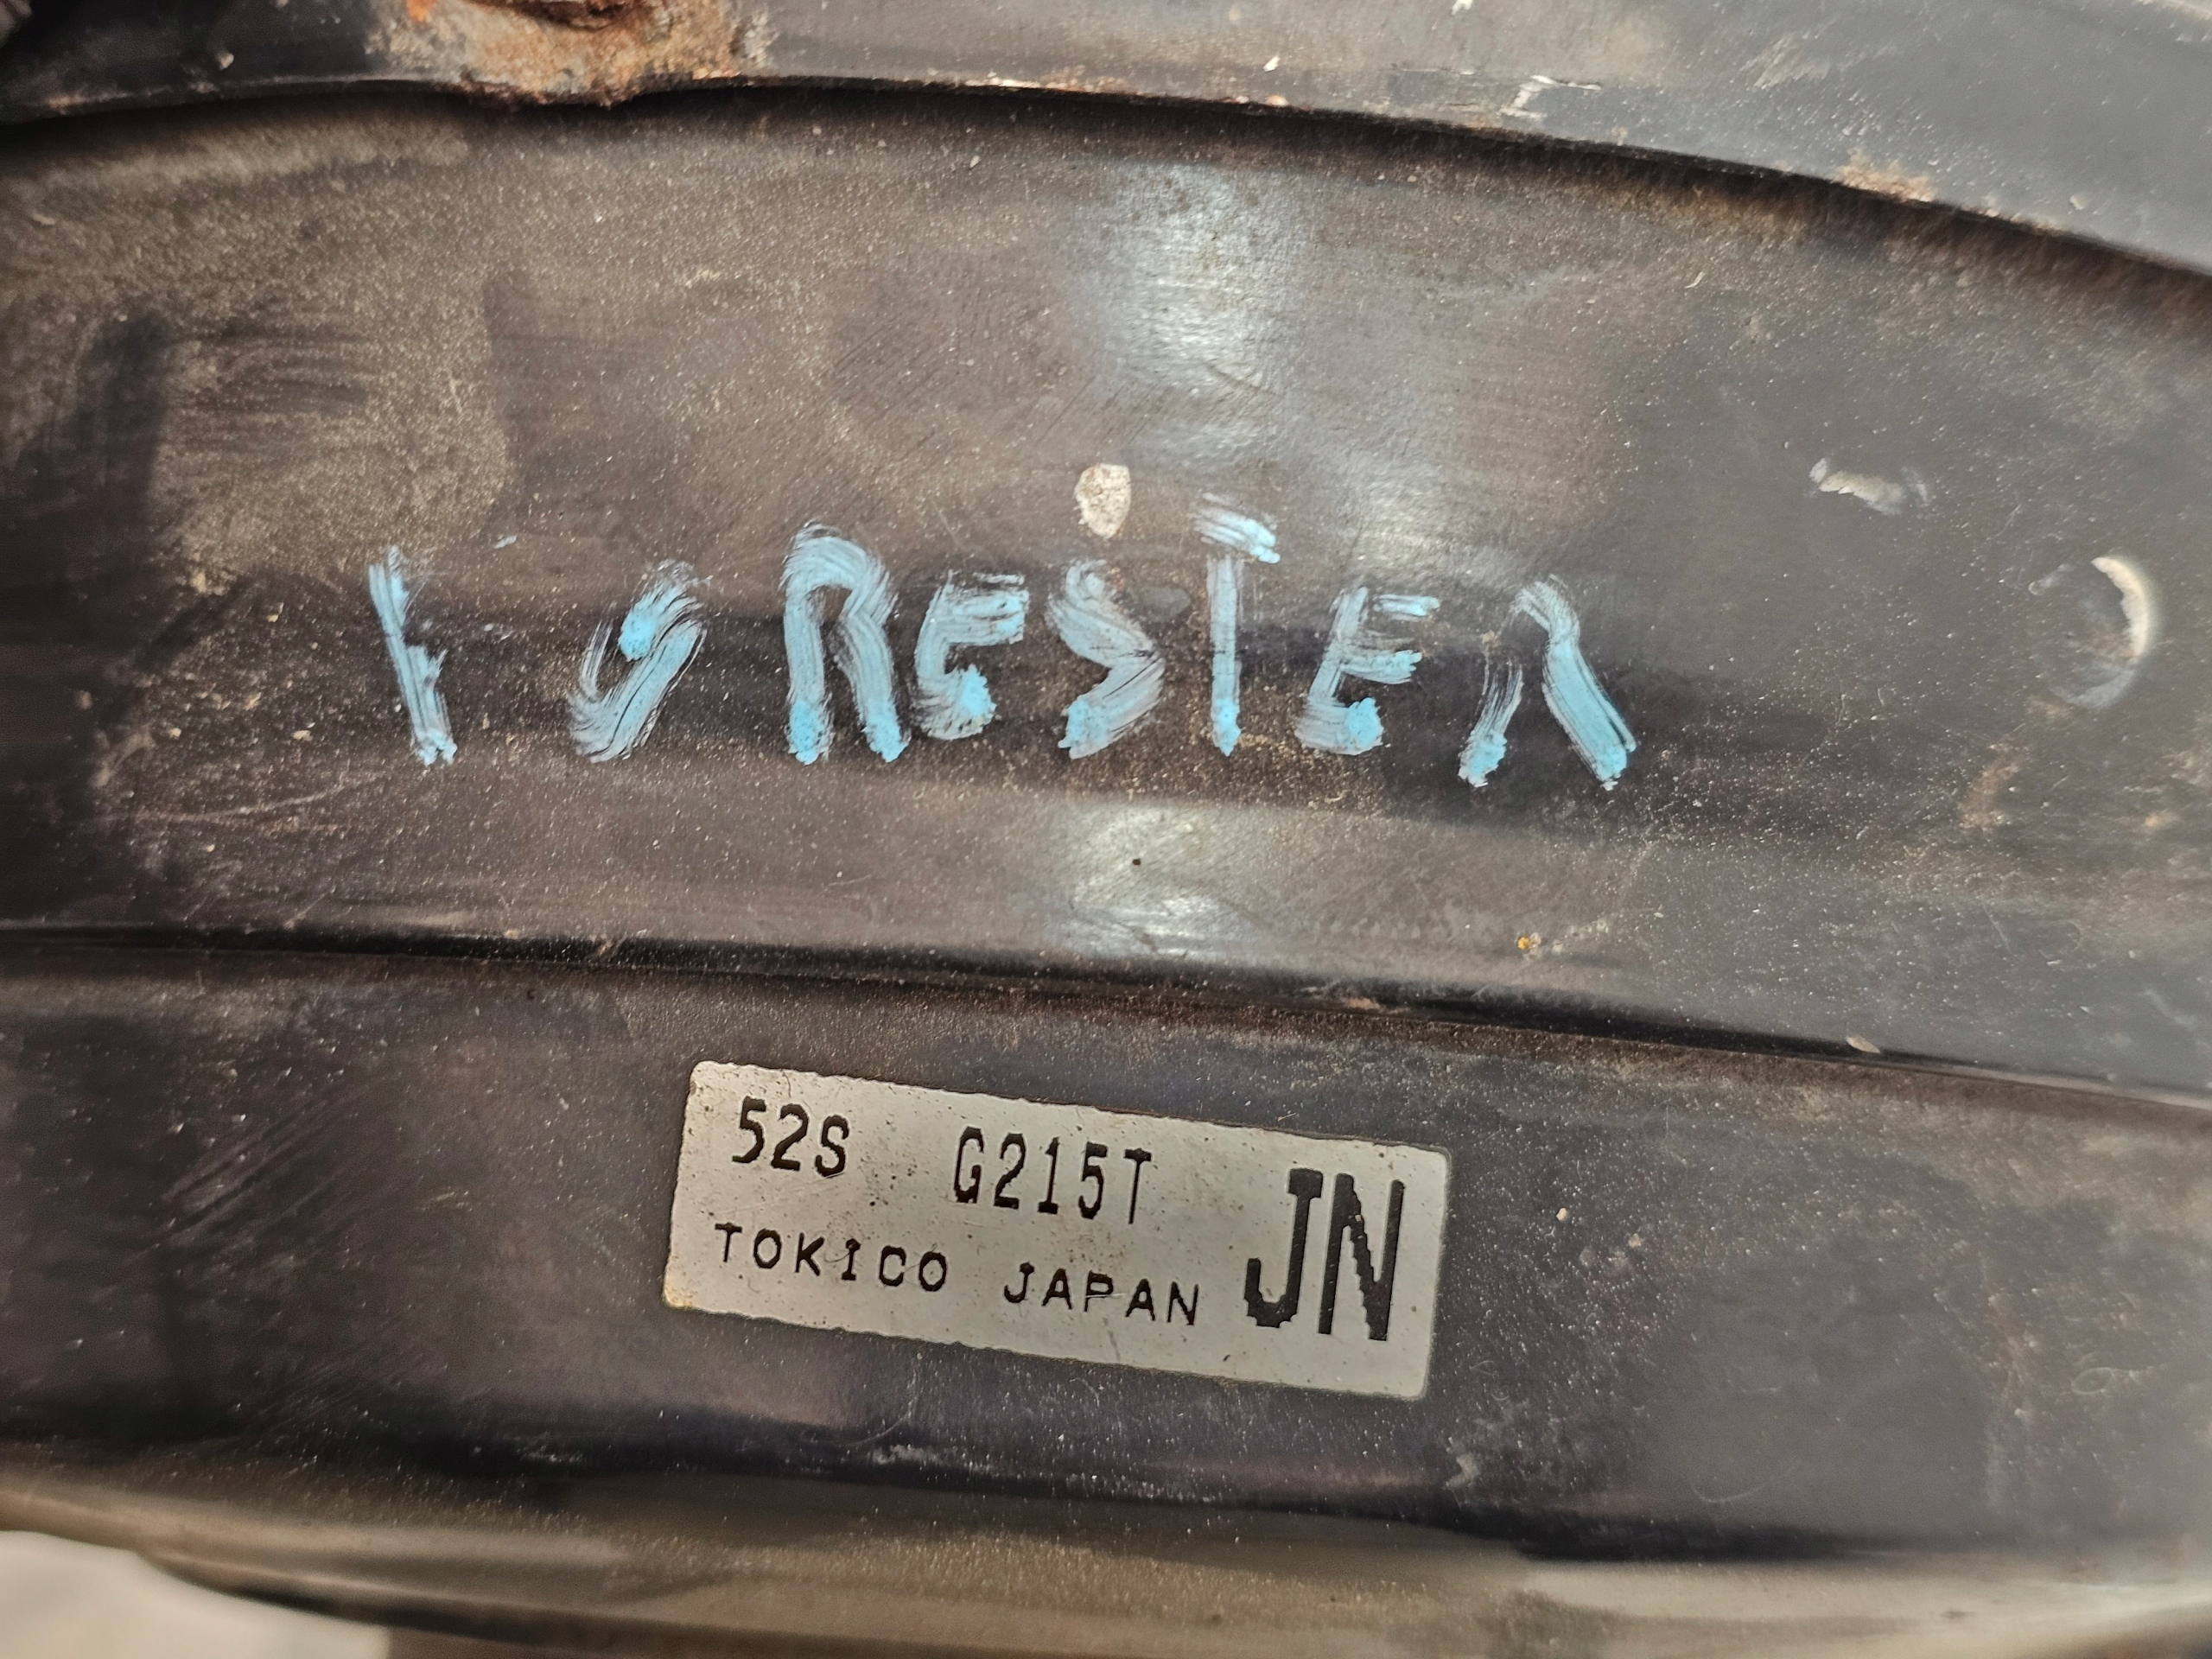 FORESTER
52S G215T JN
TOKICO JAPAN